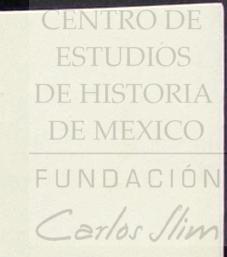 CENTRO DE
ESTUDIOS
DE HISTORIA
DE MEXICO
FUNDACIÓN
Carlos Slim